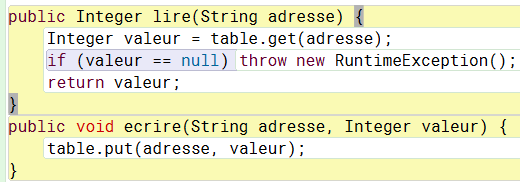 public Integer lire(String adresse) {
Integer valeur = table.get(adresse);
if (valeur == null) throw new RuntimeException();
return valeur;
}
public void ecrire(String adresse, Integer valeur) {
table.put(adresse, valeur);
}